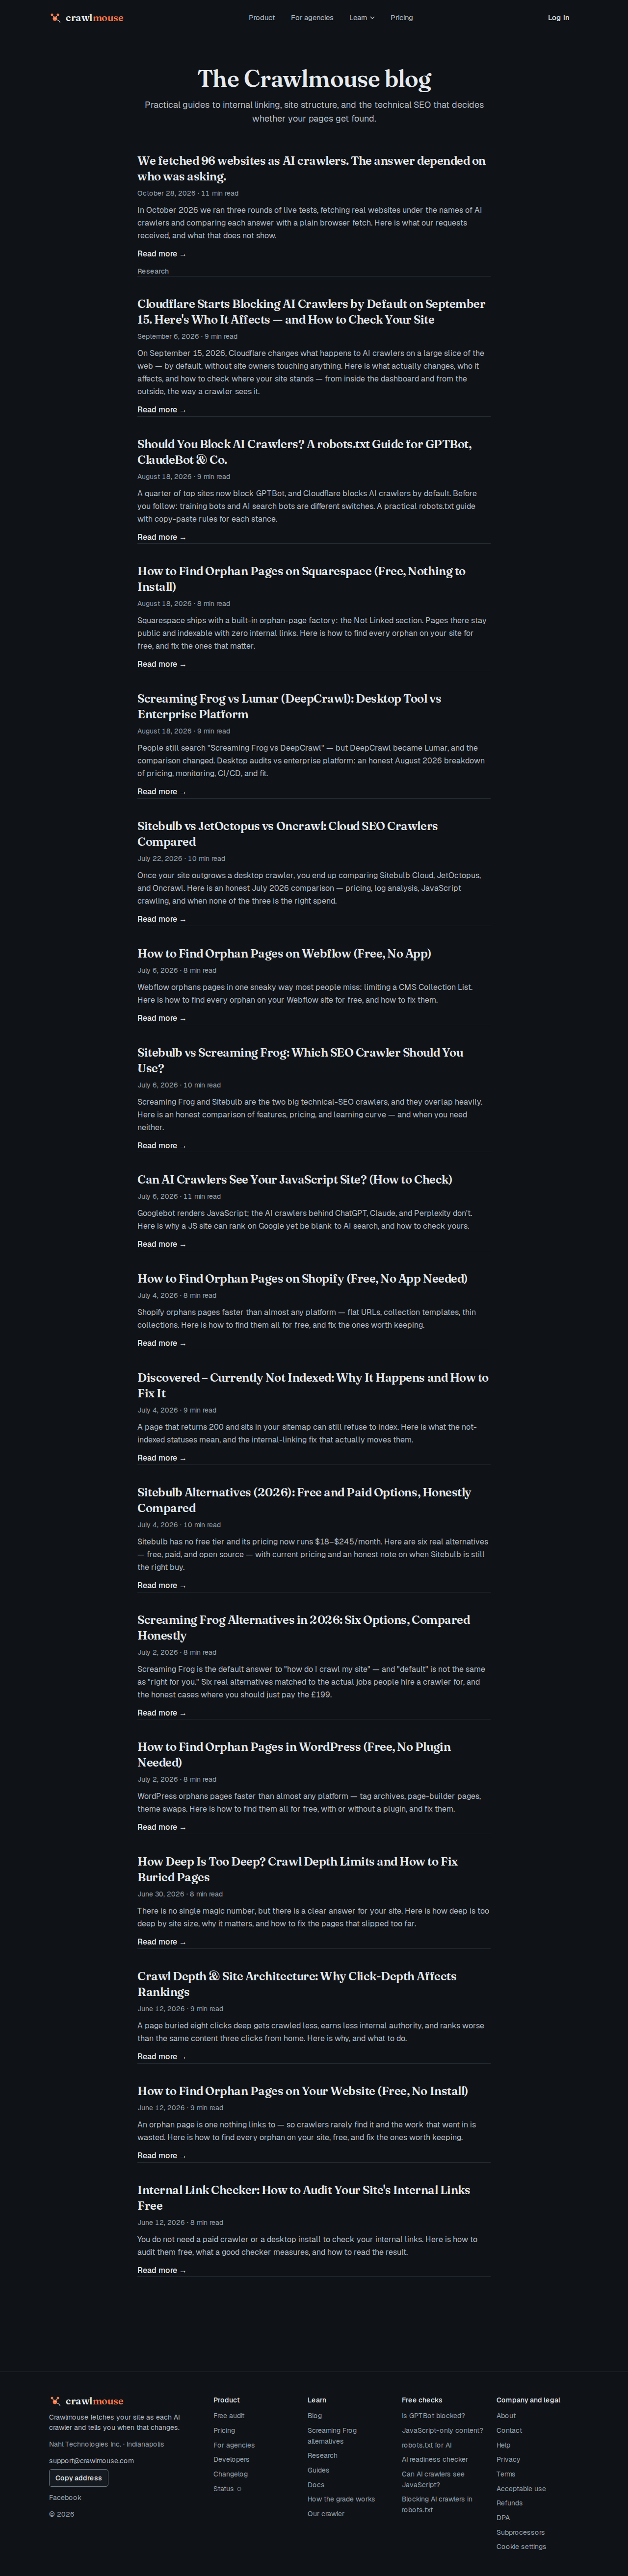 crawlmouse
Product
For agencies
Learn
Pricing
Log in
The Crawlmouse blog
Practical guides to internal linking, site structure, and the technical SEO that decides
whether your pages get found.
We fetched 96 websites as AI crawlers. The answer depended on
who was asking.
October 28, 2026 · 11 min read
In October 2026 we ran three rounds of live tests, fetching real websites under the names of AI
crawlers and comparing each answer with a plain browser fetch. Here is what our requests
received, and what that does not show.
Read more →
Research
Cloudflare Starts Blocking AI Crawlers by Default on September
15. Here's Who It Affects — and How to Check Your Site
September 6, 2026 · 9 min read
On September 15, 2026, Cloudflare changes what happens to AI crawlers on a large slice of the
web — by default, without site owners touching anything. Here is what actually changes, who it
affects, and how to check where your site stands — from inside the dashboard and from the
outside, the way a crawler sees it.
Read more →
Should You Block AI Crawlers? A robots.txt Guide for GPTBot,
ClaudeBot & Co.
August 18, 2026 · 9 min read
A quarter of top sites now block GPTBot, and Cloudflare blocks AI crawlers by default. Before
you follow: training bots and AI search bots are different switches. A practical robots.txt guide
with copy-paste rules for each stance.
Read more →
How to Find Orphan Pages on Squarespace (Free, Nothing to
Install)
August 18, 2026 · 8 min read
Squarespace ships with a built-in orphan-page factory: the Not Linked section. Pages there stay
public and indexable with zero internal links. Here is how to find every orphan on your site for
free, and fix the ones that matter.
Read more →
Screaming Frog vs Lumar (DeepCrawl): Desktop Tool vs
Enterprise Platform
August 18, 2026 · 9 min read
People still search "Screaming Frog vs DeepCrawl" — but DeepCrawl became Lumar, and the
comparison changed. Desktop audits vs enterprise platform: an honest August 2026 breakdown
of pricing, monitoring, CI/CD, and fit.
Read more →
Sitebulb vs JetOctopus vs Oncrawl: Cloud SEO Crawlers
Compared
July 22, 2026 · 10 min read
Once your site outgrows a desktop crawler, you end up comparing Sitebulb Cloud, JetOctopus,
and Oncrawl. Here is an honest July 2026 comparison — pricing, log analysis, JavaScript
crawling, and when none of the three is the right spend.
Read more →
How to Find Orphan Pages on Webflow (Free, No App)
July 6, 2026 · 8 min read
Webflow orphans pages in one sneaky way most people miss: limiting a CMS Collection List.
Here is how to find every orphan on your Webflow site for free, and how to fix them.
Read more →
Sitebulb vs Screaming Frog: Which SEO Crawler Should You
Use?
July 6, 2026 · 10 min read
Screaming Frog and Sitebulb are the two big technical-SEO crawlers, and they overlap heavily.
Here is an honest comparison of features, pricing, and learning curve — and when you need
neither.
Read more →
Can AI Crawlers See Your JavaScript Site? (How to Check)
July 6, 2026 · 11 min read
Googlebot renders JavaScript; the AI crawlers behind ChatGPT, Claude, and Perplexity don't.
Here is why a JS site can rank on Google yet be blank to AI search, and how to check yours.
Read more →
How to Find Orphan Pages on Shopify (Free, No App Needed)
July 4, 2026 · 8 min read
Shopify orphans pages faster than almost any platform — flat URLs, collection templates, thin
collections. Here is how to find them all for free, and fix the ones worth keeping.
Read more →
Discovered – Currently Not Indexed: Why It Happens and How to
Fix It
July 4, 2026 · 9 min read
A page that returns 200 and sits in your sitemap can still refuse to index. Here is what the not-
indexed statuses mean, and the internal-linking fix that actually moves them.
Read more →
Sitebulb Alternatives (2026): Free and Paid Options, Honestly
Compared
July 4, 2026 · 10 min read
Sitebulb has no free tier and its pricing now runs $18–$245/month. Here are six real alternatives
— free, paid, and open source — with current pricing and an honest note on when Sitebulb is still
the right buy.
Read more →
Screaming Frog Alternatives in 2026: Six Options, Compared
Honestly
July 2, 2026 · 8 min read
Screaming Frog is the default answer to "how do I crawl my site" — and "default" is not the same
as "right for you." Six real alternatives matched to the actual jobs people hire a crawler for, and
the honest cases where you should just pay the £199.
Read more →
How to Find Orphan Pages in WordPress (Free, No Plugin
Needed)
July 2, 2026 · 8 min read
WordPress orphans pages faster than almost any platform — tag archives, page-builder pages,
theme swaps. Here is how to find them all for free, with or without a plugin, and fix them.
Read more →
How Deep Is Too Deep? Crawl Depth Limits and How to Fix
Buried Pages
June 30, 2026 · 8 min read
There is no single magic number, but there is a clear answer for your site. Here is how deep is too
deep by site size, why it matters, and how to fix the pages that slipped too far.
Read more →
Crawl Depth & Site Architecture: Why Click-Depth Affects
Rankings
June 12, 2026 · 9 min read
A page buried eight clicks deep gets crawled less, earns less internal authority, and ranks worse
than the same content three clicks from home. Here is why, and what to do.
Read more →
How to Find Orphan Pages on Your Website (Free, No Install)
June 12, 2026 · 9 min read
An orphan page is one nothing links to — so crawlers rarely find it and the work that went in is
wasted. Here is how to find every orphan on your site, free, and fix the ones worth keeping.
Read more →
Internal Link Checker: How to Audit Your Site's Internal Links
Free
June 12, 2026 · 8 min read
You do not need a paid crawler or a desktop install to check your internal links. Here is how to
audit them free, what a good checker measures, and how to read the result.
Read more →
crawlmouse
Crawlmouse fetches your site as each AI
crawler and tells you when that changes.
Nahl Technologies Inc. · Indianapolis
support@crawlmouse.com
Copy address
Facebook
© 2026
Product
Free audit
Pricing
For agencies
Developers
Changelog
Status
Learn
Blog
Screaming Frog
alternatives
Research
Guides
Docs
How the grade works
Our crawler
Free checks
Is GPTBot blocked?
JavaScript-only content?
robots.txt for AI
AI readiness checker
Can AI crawlers see
JavaScript?
Blocking AI crawlers in
robots.txt
Company and legal
About
Contact
Help
Privacy
Terms
Acceptable use
Refunds
DPA
Subprocessors
Cookie settings